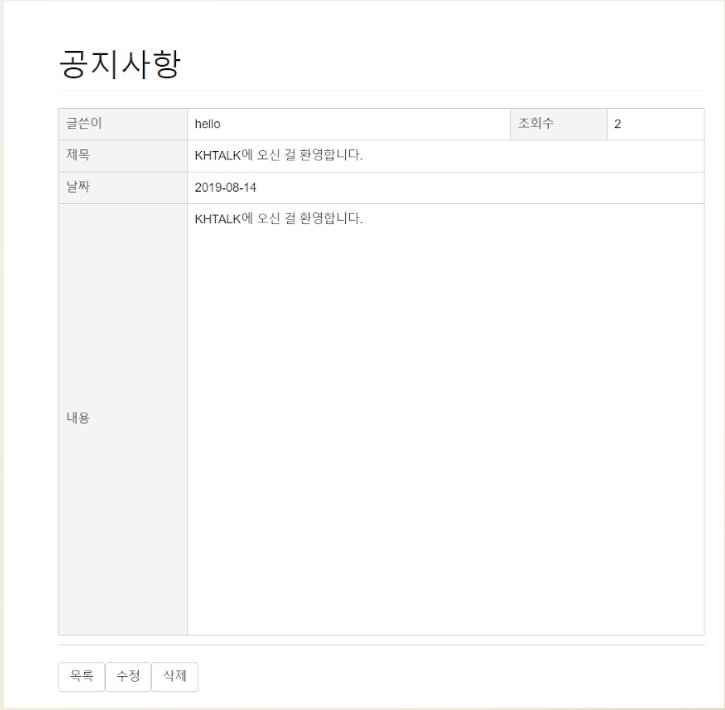 공지사항
글쓴이 hello 조회수 2
제목 KHTALK에 오신 걸 환영합니다.
날짜 2019-08-14
내용 KHTALK에 오신 걸 환영합니다.
목록 수정 삭제